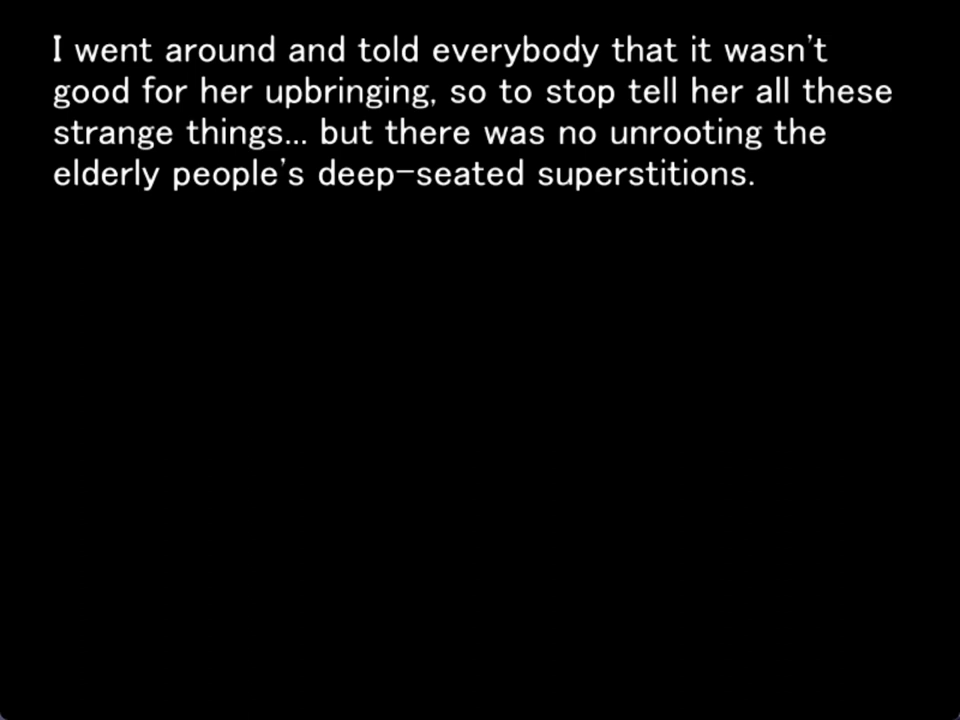 I went around and told everybody that it wasn't
good for her upbringing, so to stop tell her all these
strange things... but there was no unrooting the
elderly people's deep-seated superstitions.